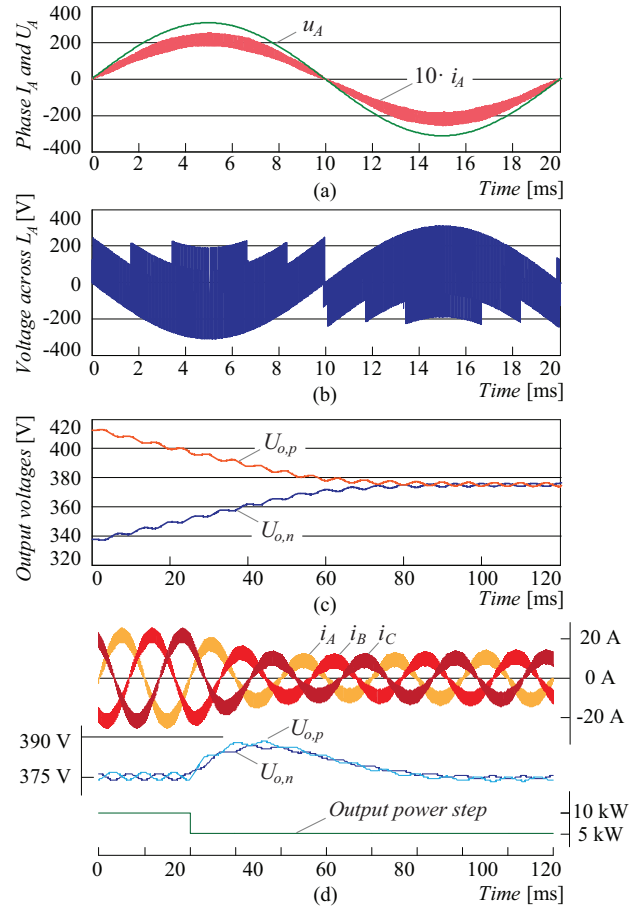 Phase I_A and U_A
400
200
0
-200
-400
u_A
10· i_A
0 2 4 6 8 10 12 14 16 18 20
(a)
Time [ms]
Voltage across L_A [V]
400
200
0
-200
-400
0 2 4 6 8 10 12 14 16 18 20
(b)
Time [ms]
Output voltages [V]
420
400
380
360
340
320
U_o,p
U_o,n
0 20 40 60 80 100 120
(c)
Time [ms]
i_A i_B i_C
20 A
0 A
-20 A
390 V
375 V
U_o,p
U_o,n
Output power step
10 kW
5 kW
0 20 40 60 80 100 120
(d)
Time [ms]